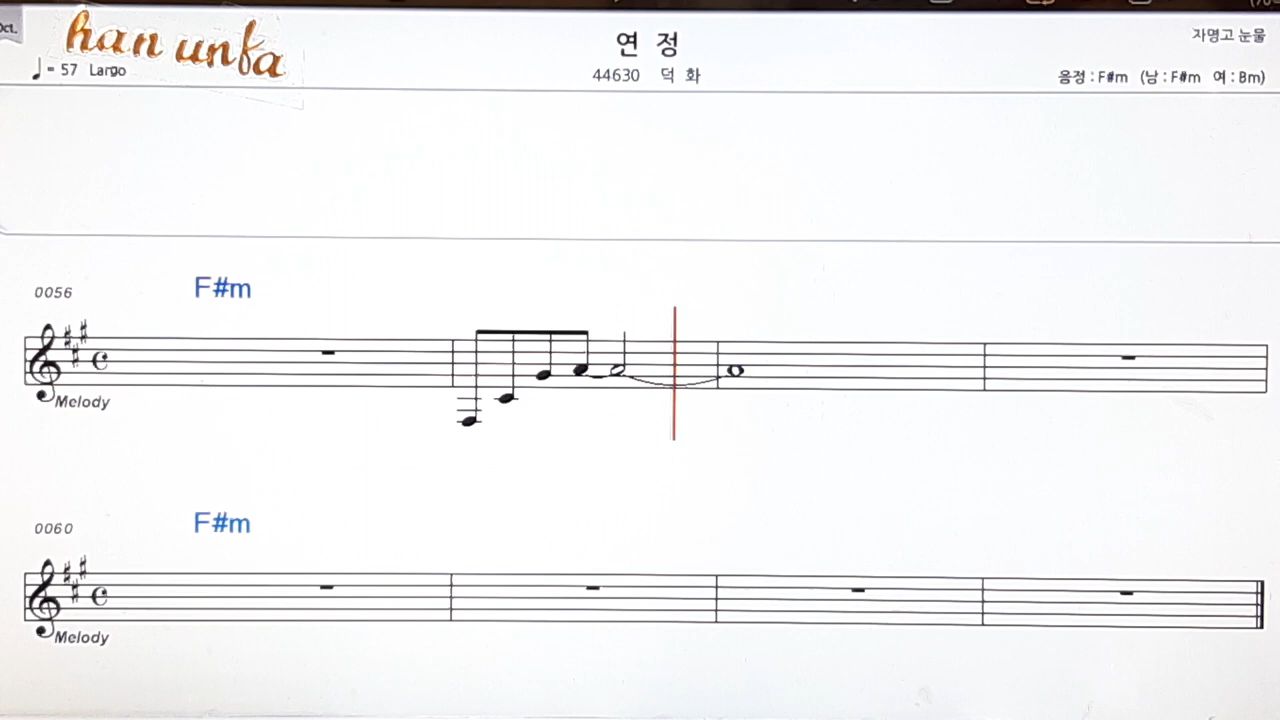 Oct.
han unfa
♩ = 57 Largo
연 정
44630 덕 화
자명고 눈물
음정 : F#m (남 : F#m 여 : Bm)
0056
F#m
Melody
0060
F#m
Melody